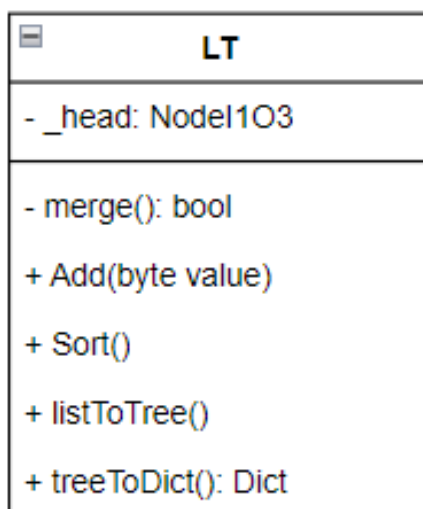 LT
- _head: NodeI1O3
- merge(): bool
+ Add(byte value)
+ Sort()
+ listToTree()
+ treeToDict(): Dict